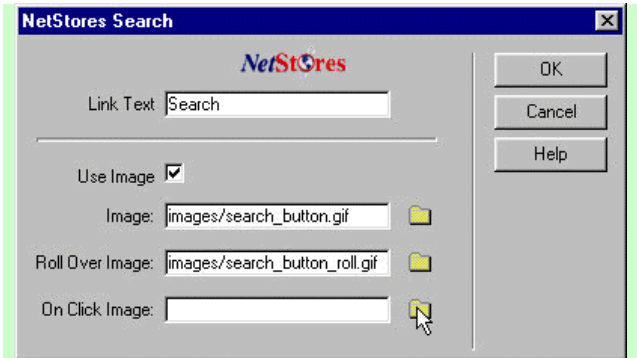 NetStores Search
NetStores
Link Text Search
Use Image
Image: images/search_button.gif
Roll Over Image: images/search_button_roll.gif
On Click Image:
OK
Cancel
Help